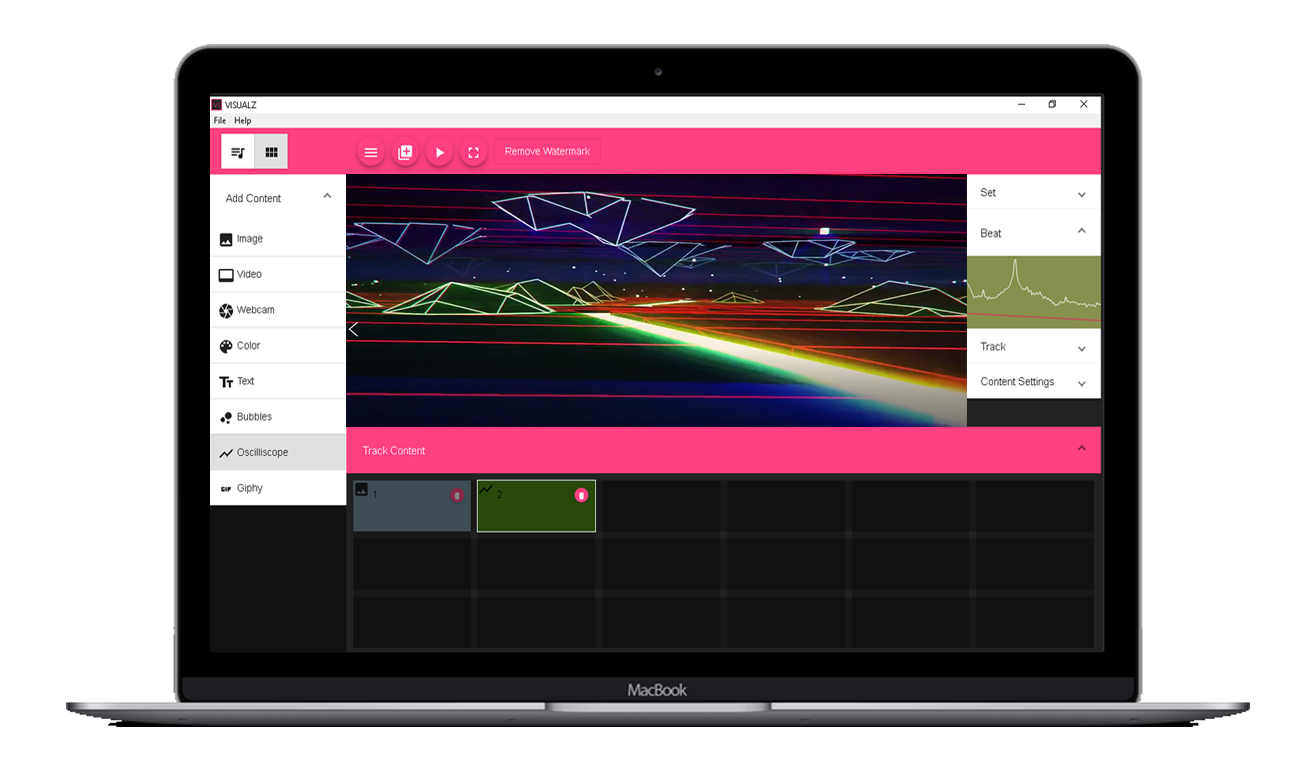 VISUALZ
File Help
Remove Watermark
Add Content
Image
Video
Webcam
Color
Text
Bubbles
Oscilliscope
GIF Giphy
Set
Beat
Track
Content Settings
Track Content
1
2
MacBook